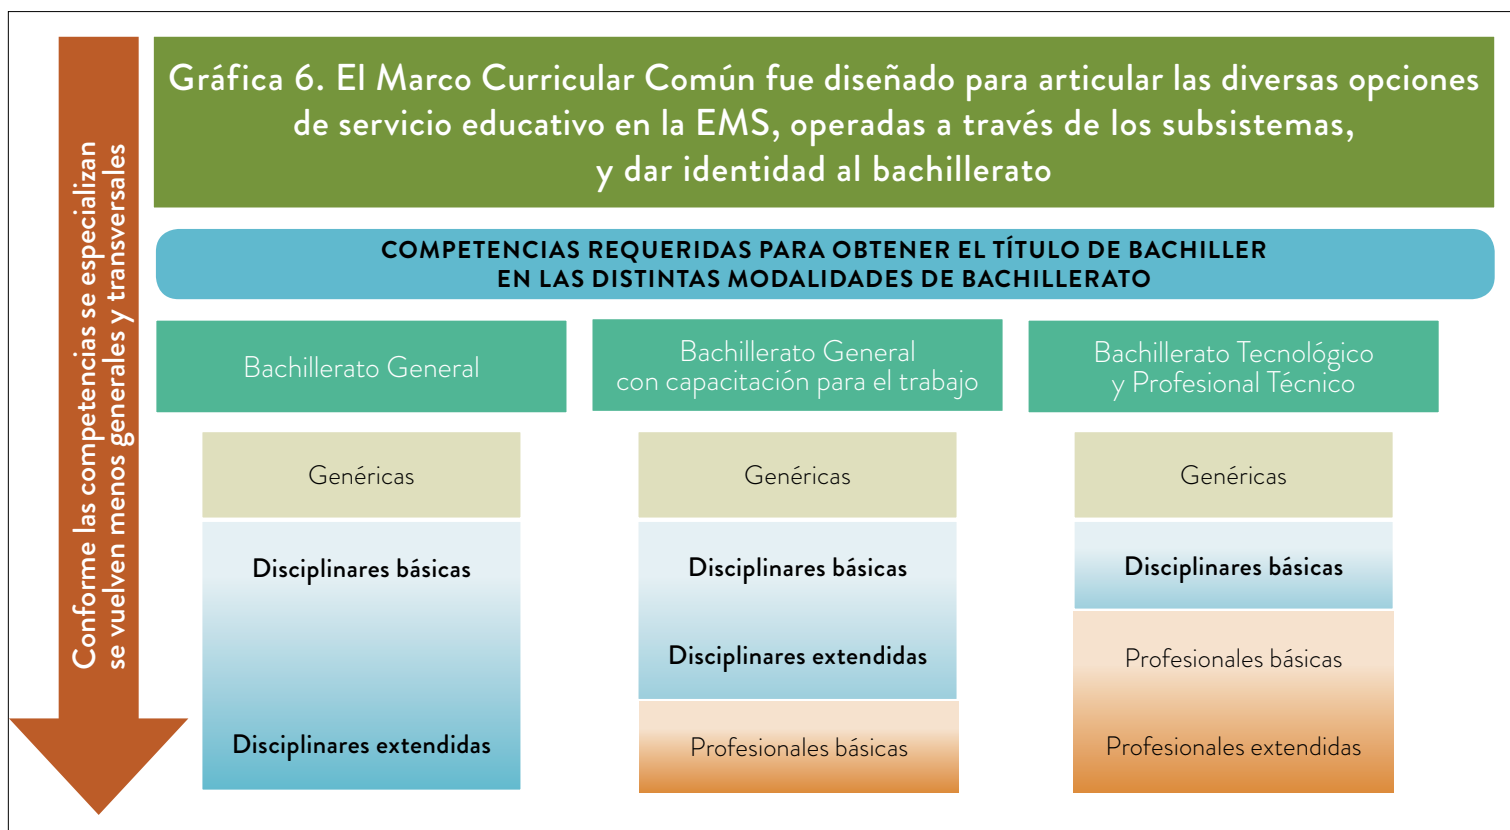 Gráfica 6. El Marco Curricular Común fue diseñado para articular las diversas opciones
de servicio educativo en la EMS, operadas a través de los subsistemas,
y dar identidad al bachillerato
Conforme las competencias se especializan
se vuelven menos generales y transversales
COMPETENCIAS REQUERIDAS PARA OBTENER EL TÍTULO DE BACHILLER
EN LAS DISTINTAS MODALIDADES DE BACHILLERATO
Bachillerato General
Genéricas
Disciplinares básicas
Disciplinares extendidas
Bachillerato General
con capacitación para el trabajo
Genéricas
Disciplinares básicas
Disciplinares extendidas
Profesionales básicas
Bachillerato Tecnológico
y Profesional Técnico
Genéricas
Disciplinares básicas
Profesionales básicas
Profesionales extendidas